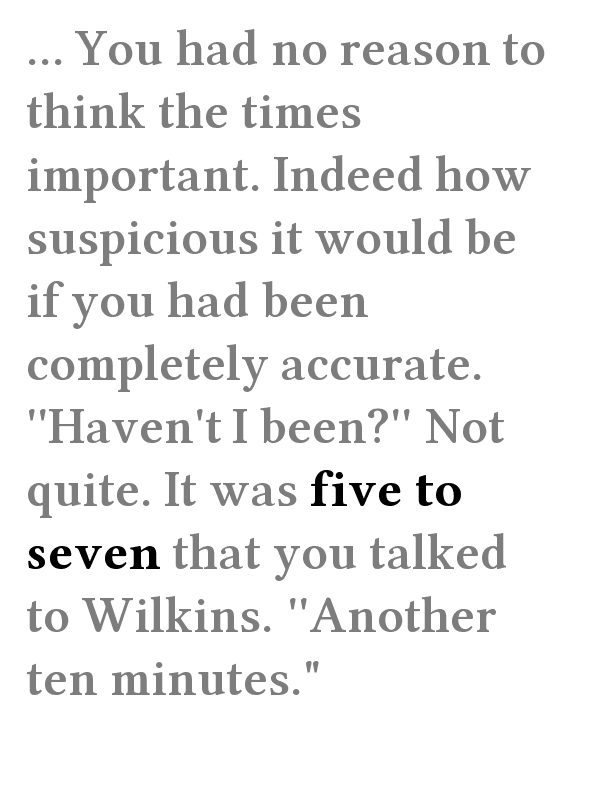 ... You had no reason to
think the times
important. Indeed how
suspicious it would be
if you had been
completely accurate.
''Haven't I been?'' Not
quite. It was five to
seven that you talked
to Wilkins. ''Another
ten minutes."